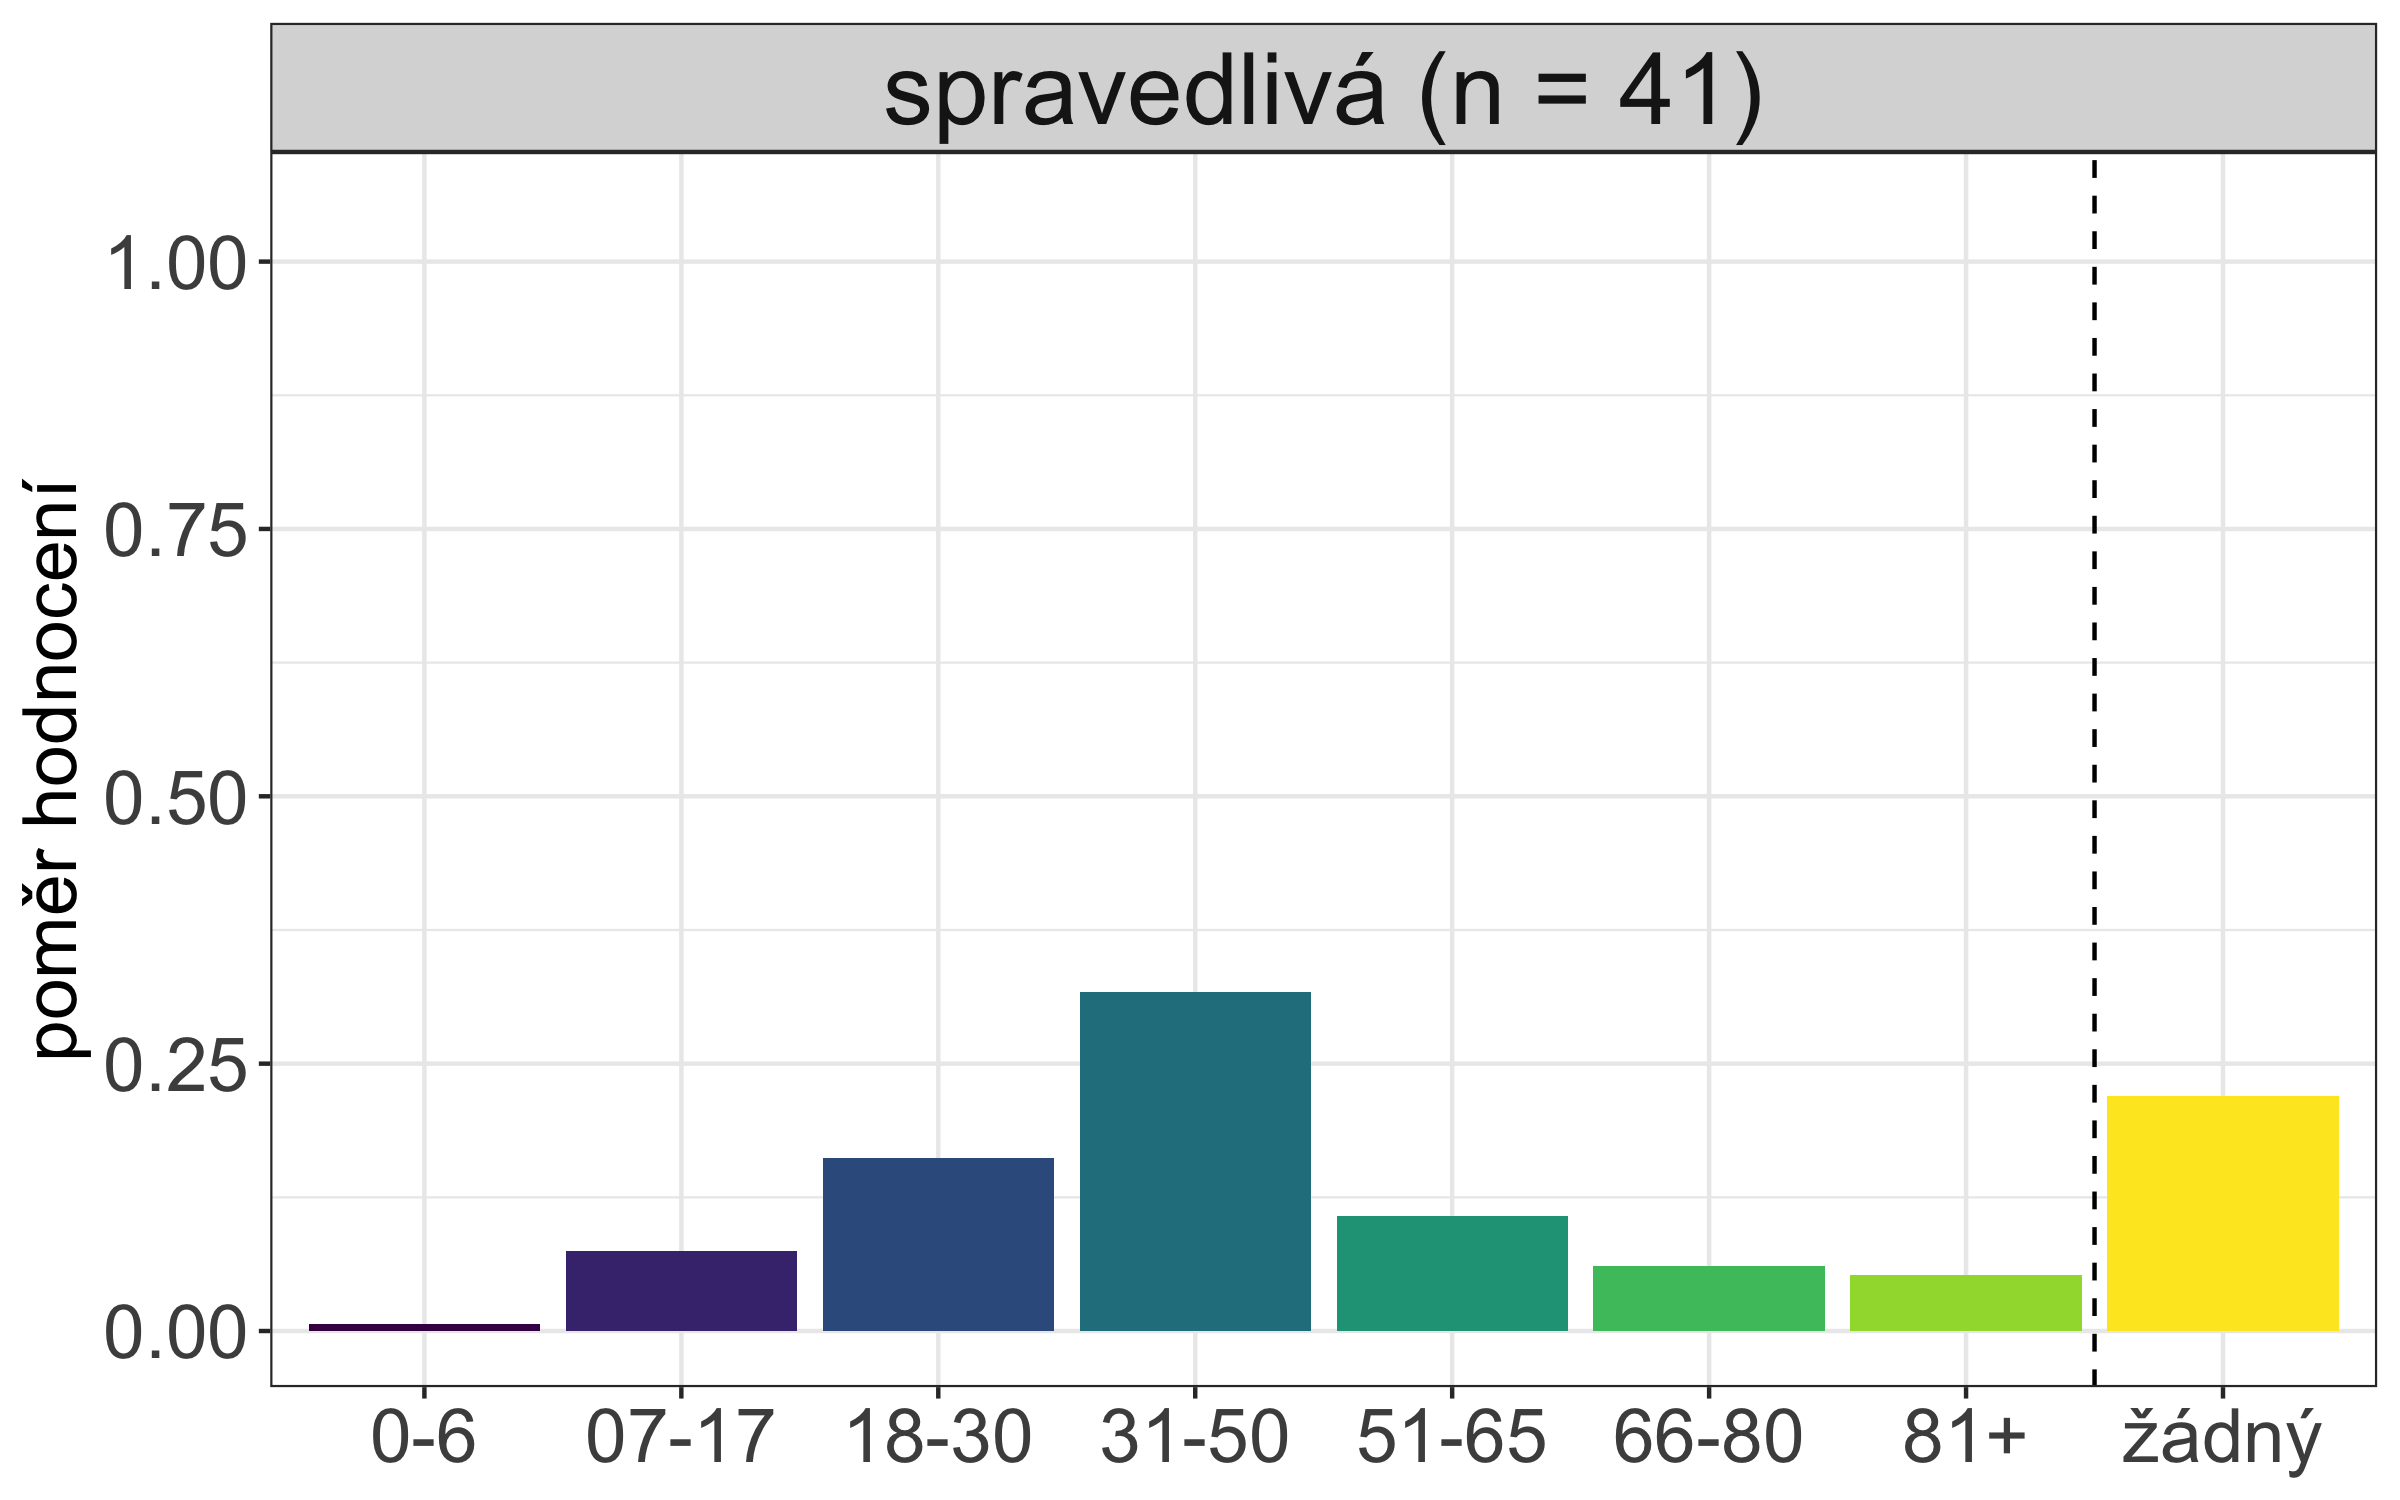 spravedlivá (n = 41)
poměr hodnocení
1.00
0.75
0.50
0.25
0.00
0-6 07-17 18-30 31-50 51-65 66-80 81+ žádný